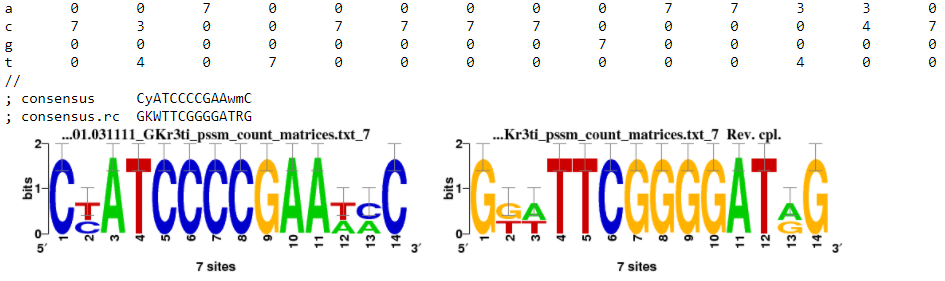 a 0 0 7 0 0 0 0 0 0 7 7 3 3 0
c 7 3 0 0 7 7 7 7 0 0 0 0 4 7
g 0 0 0 0 0 0 0 0 7 0 0 0 0 0
t 0 4 0 7 0 0 0 0 0 0 0 4 0 0
//
; consensus CyATCCCCGAAwmC
; consensus.rc GKWTTCGGGGATRG
...01.031111_GKr3ti_pssm_count_matrices.txt_7
2
1
0
bits
CTCATCCCCGAATACAC
5′ 1 2 3 4 5 6 7 8 9 10 11 12 13 14 3′
7 sites
...Kr3ti_pssm_count_matrices.txt_7 Rev. cpl.
2
1
0
bits
GGTATTTCGGGGATAGG
5′ 1 2 3 4 5 6 7 8 9 10 11 12 13 14 3′
7 sites